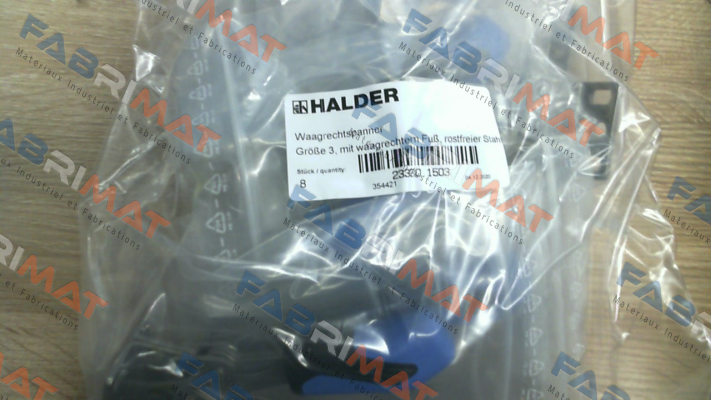 HALDER
Waagrechtspanner
Größe 3, mit waagrechtem Fuß, rostfreier Stahl
Stück / quantity
8
23330.1503
354421
FABRIMAT
Materiaux Industriel et Fabrications